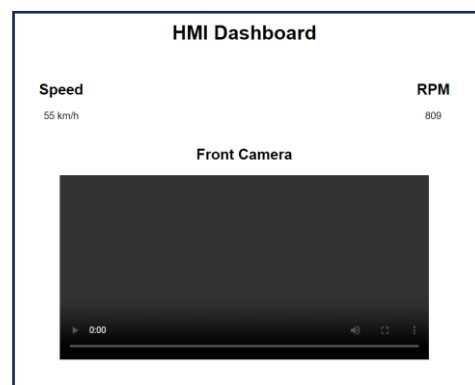 HMI Dashboard
Speed
RPM
55 km/h
809
Front Camera
0:00